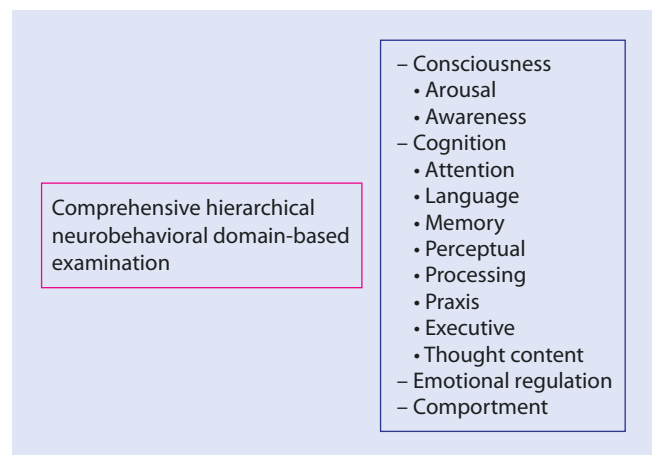 Comprehensive hierarchical
neurobehavioral domain-based
examination
– Consciousness
• Arousal
• Awareness
– Cognition
• Attention
• Language
• Memory
• Perceptual
• Processing
• Praxis
• Executive
• Thought content
– Emotional regulation
– Comportment